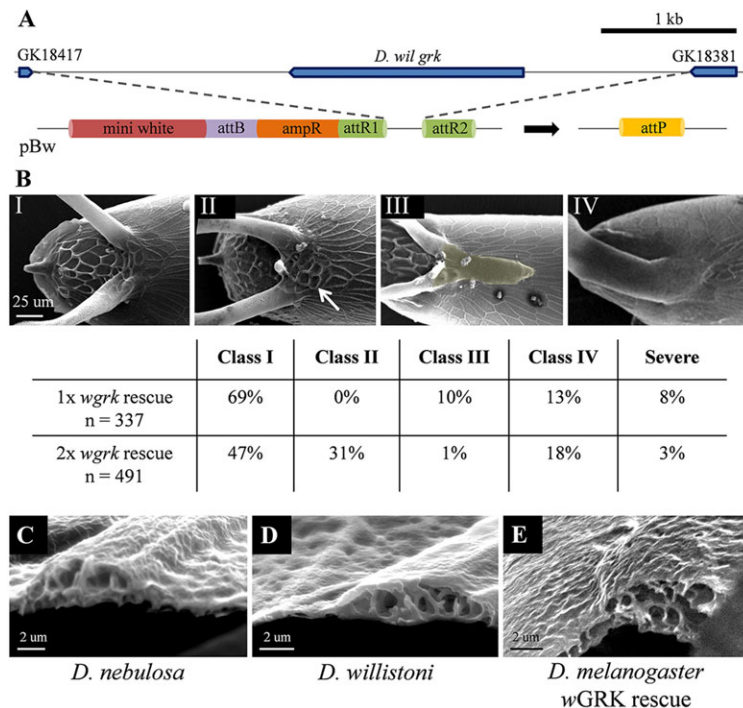 A
1 kb
GK18417
D. wil grk
GK18381
mini white attB ampR attR1 attR2 attP
pBw
B
I II III IV
25 um
Class I Class II Class III Class IV Severe
1x wgrk rescue 69% 0% 10% 13% 8%
n = 337
2x wgrk rescue 47% 31% 1% 18% 3%
n = 491
C D E
2 um 2 um 2 um
D. nebulosa D. willistoni D. melanogaster
wGRK rescue